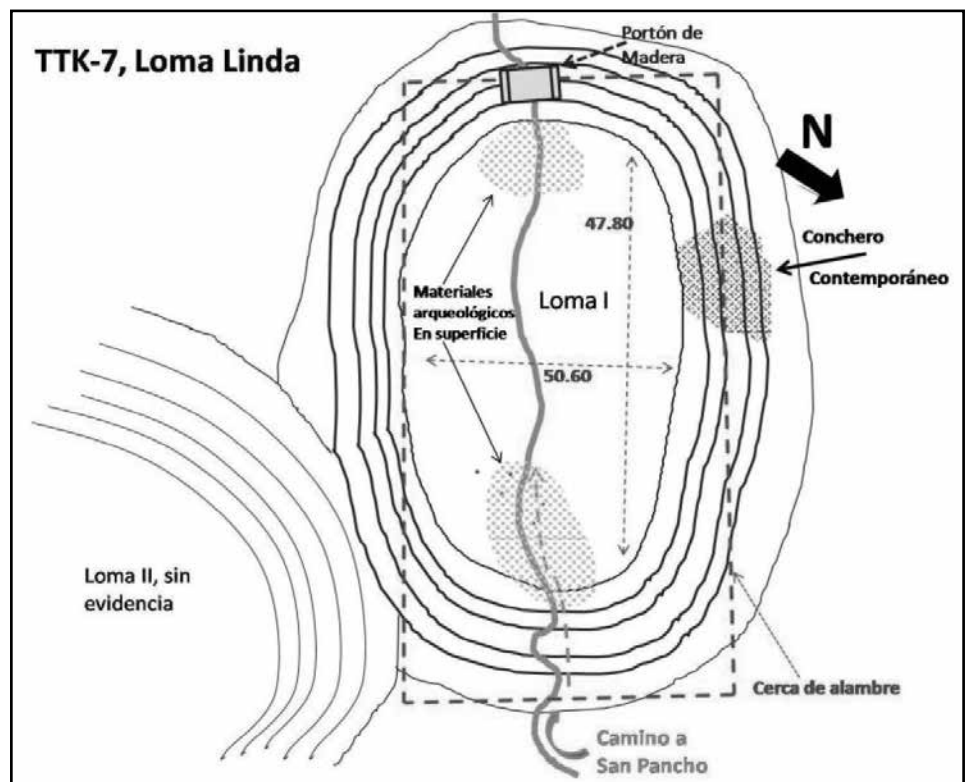 TTK-7, Loma Linda
Portón de
Madera
N
Conchero
Contemporáneo
47.80
Materiales
arqueológicos
En superficie
Loma I
50.60
Loma II, sin
evidencia
Cerca de alambre
Camino a
San Pancho